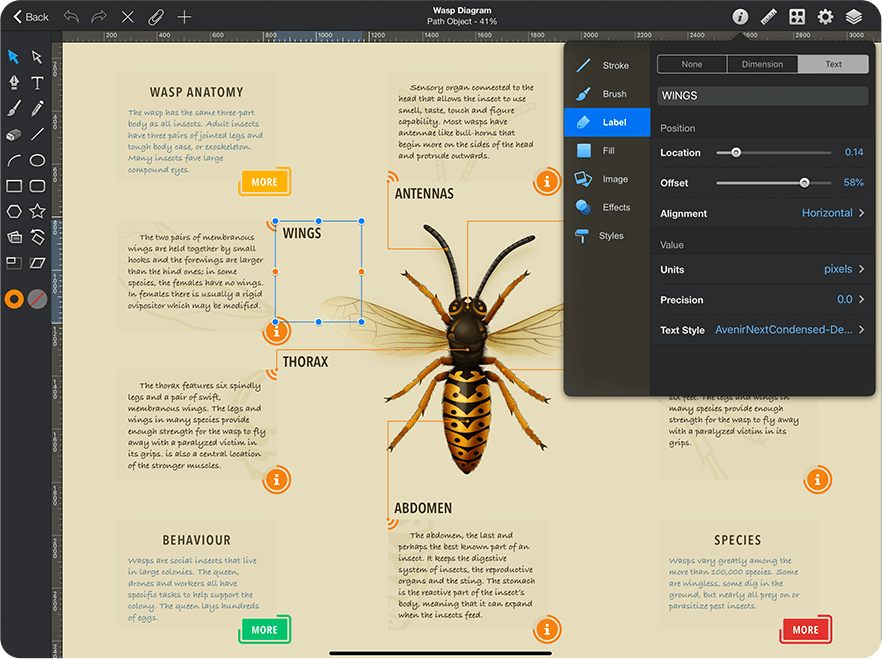 Back
Wasp Diagram
Path Object - 41%
200 400 600 800 1000 1200 1400 1600 1800 2000 2200 2400 2600 2800 3000
Stroke
Brush
Label
Fill
Image
Effects
Styles
None Dimension Text
WINGS
Position
Location 0.14
Offset 58%
Alignment Horizontal
Value
Units pixels
Precision 0.0
Text Style AvenirNextCondensed-De...
WASP ANATOMY
The wasp has the same three-part
body as all insects. Adult insects
have three pairs of jointed legs and
tough body case, or exoskeleton.
Many insects fave large
compound eyes.
MORE
Sensory organ connected to the
head that allows the insect to use
smell, taste, touch and figure
capability. Most wasps have
antennae like bull-horns that
begin more on the sides of the head
and protrude outwards.
i
ANTENNAS
The two pairs of membranous
wings are held together by small
hooks and the forewings are larger
than the hind ones; in some
species, the females have no wings.
In females there is usually a rigid
ovipositor which may be modified.
i
WINGS
THORAX
The thorax features six spindly
legs and a pair of swift,
membranous wings. The legs and
wings in many species provide
enough strength for the wasp to fly
away with a paralyzed victim in
its grips. is also a central location
of the stronger muscles.
i
six feet. The legs and wings in
many species provide enough
strength for the wasp to fly away
with a paralyzed victim in its
grips.
i
ABDOMEN
The abdomen, the last and
perhaps the best known part of an
insect. It keeps the digestive
system of insects, the reproductive
organs and the sting. The stomach
is the reactive part of the insect's
body, meaning that it can expand
when the insects feed.
i
BEHAVIOUR
Wasps are social insects that live
in large colonies. The queen,
drones and workers all have
specific tasks to help support the
colony. The queen lays hundreds
of eggs.
MORE
SPECIES
Wasps vary greatly among the
more than 100,000 species. Some
are wingless, some dig in the
ground, but nearly all prey on or
parasitize pest insects.
MORE